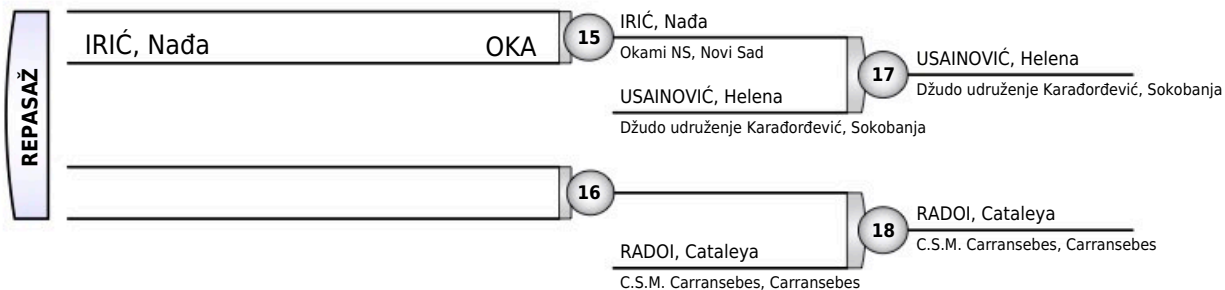 REPASAŽ
IRIĆ, Nađa OKA
15
IRIĆ, Nađa
Okami NS, Novi Sad
USAINOVIĆ, Helena
Džudo udruženje Karađorđević, Sokobanja
17
USAINOVIĆ, Helena
Džudo udruženje Karađorđević, Sokobanja
16
RADOI, Cataleya
C.S.M. Carransebes, Carransebes
18
RADOI, Cataleya
C.S.M. Carransebes, Carransebes